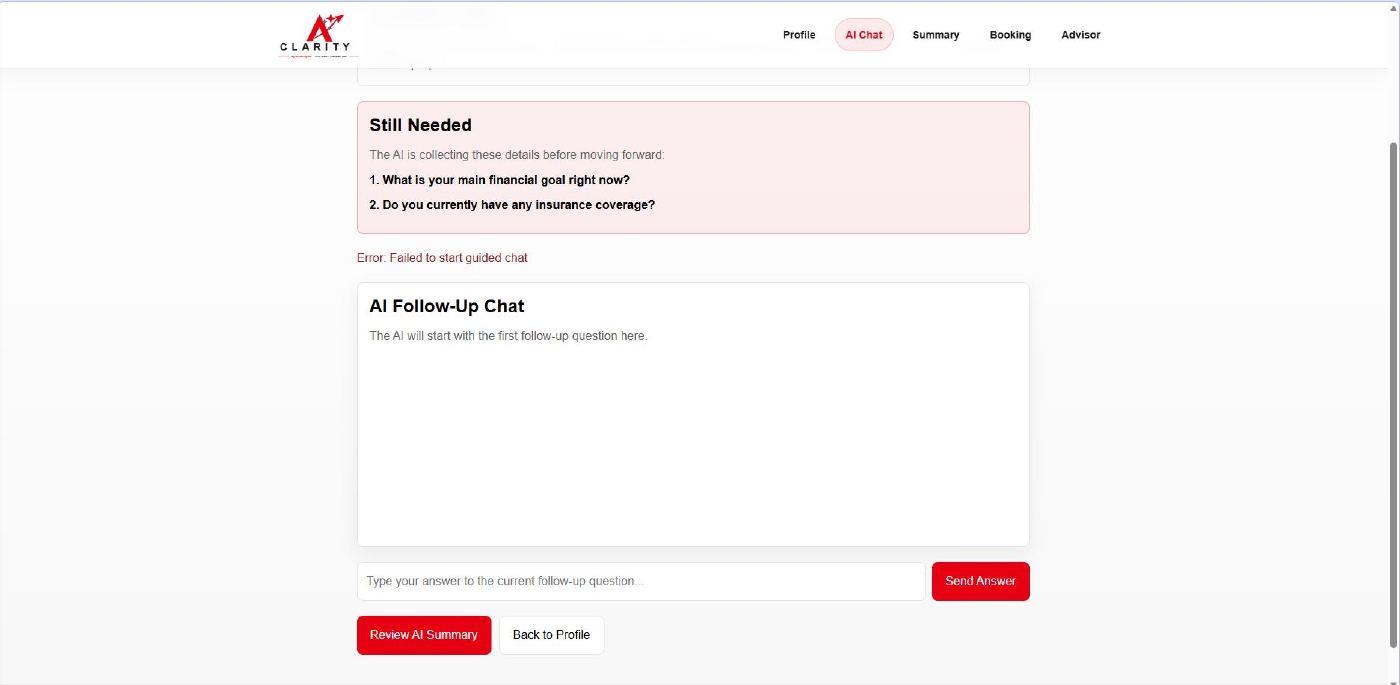 CLARITY
Profile
AI Chat
Summary
Booking
Advisor
Still Needed
The AI is collecting these details before moving forward:
1. What is your main financial goal right now?
2. Do you currently have any insurance coverage?
Error: Failed to start guided chat
AI Follow-Up Chat
The AI will start with the first follow-up question here.
Type your answer to the current follow-up question...
Send Answer
Review AI Summary
Back to Profile